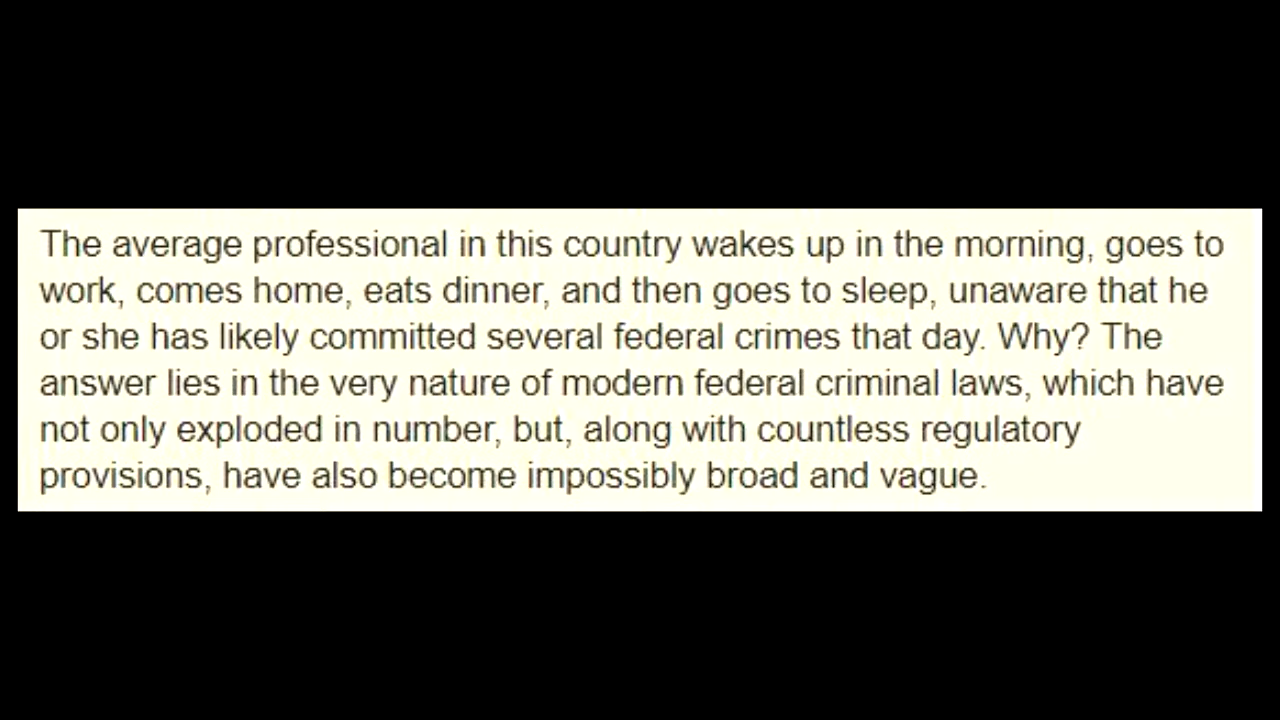 The average professional in this country wakes up in the morning, goes to
work, comes home, eats dinner, and then goes to sleep, unaware that he
or she has likely committed several federal crimes that day. Why? The
answer lies in the very nature of modern federal criminal laws, which have
not only exploded in number, but, along with countless regulatory
provisions, have also become impossibly broad and vague.